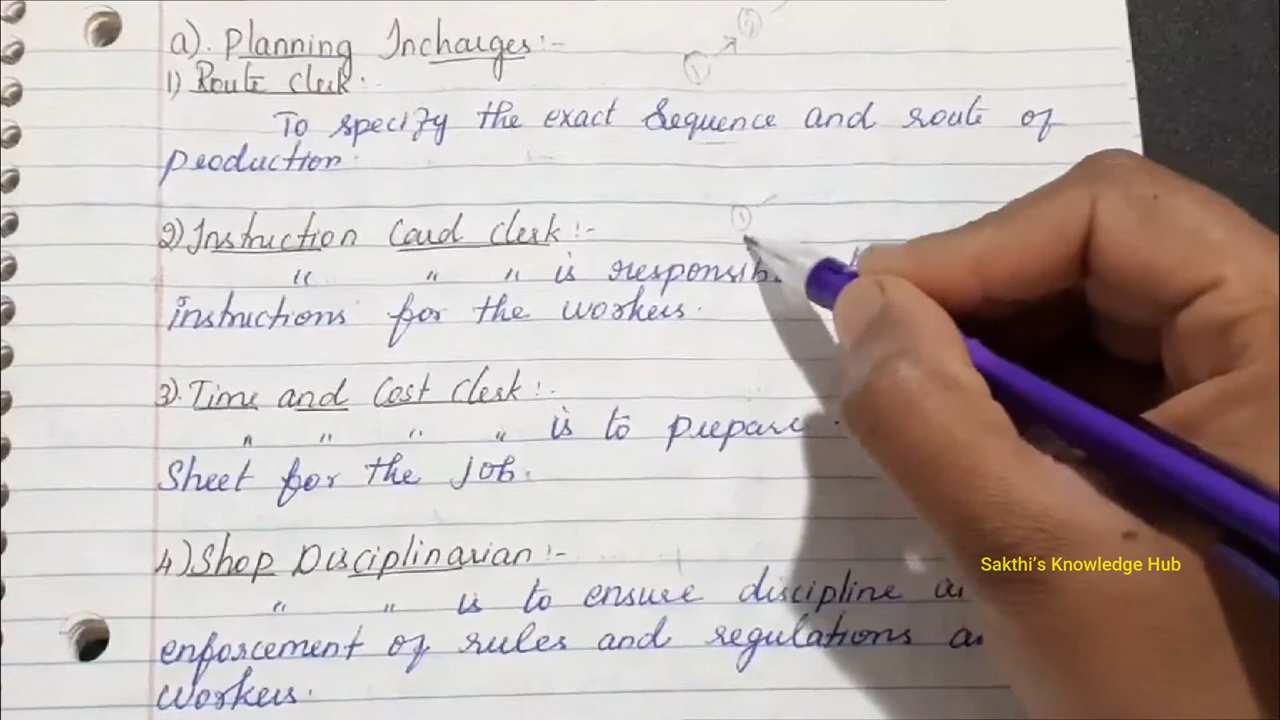 a). Planning Incharges:-
1) Route clerk:-
To specify the exact Sequence and route of
production.
2) Instruction Card clerk :-
" " " is
instructions for the workers.
3). Time and Cost Clerk :-
" " " " is to prepare
Sheet for the job.
4) Shop Disciplinarian :-
" " is to ensure discipline
enforcement of rules and regulations
workers.
Sakthi's Knowledge Hub